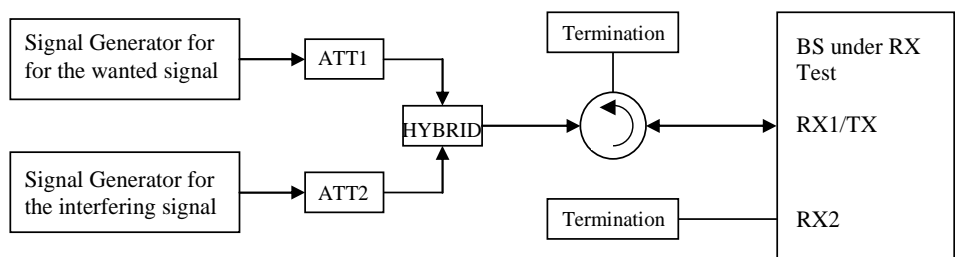 Signal Generator for
for the wanted signal
ATT1
Termination
BS under RX
Test
HYBRID
RX1/TX
Signal Generator for
the interfering signal
ATT2
Termination
RX2